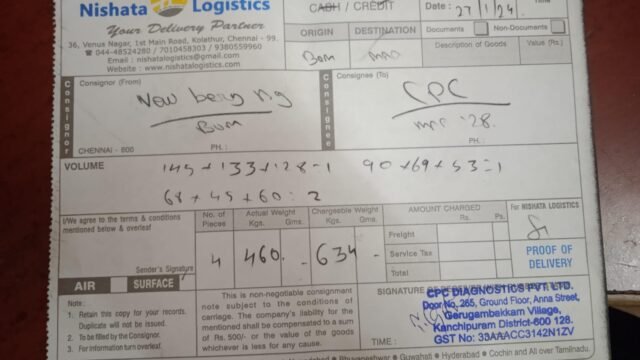 Nishata Logistics
Your Delivery Partner
36, Venus Nagar, 1st Main Road, Kolathur, Chennai - 99.
044-48524280 / 7010458303 / 9380559960
Email : nishatalogistics@gmail.com
Website : www.nishatalogistics.com
CASH / CREDIT
Date : 27/1/24
ORIGIN DESTINATION
Documents Non-Documents
Description of Goods Value (Rs.)
Bom maa
Consignor
Consignor (From)
Bom
CHENNAI - 600 PH. :
Consignee
Consignee (To)
CPC
maa '28.
PH. :
VOLUME
145+133+128=1 90+69+53=1
68+45+60=2
I/We agree to the terms & conditions
mentioned below & overleaf
Sender's Signature
No. of
Pieces
Actual Weight
Kgs. Gms.
Chargeable Weight
Kgs. Gms.
4 460. - 634 -
AMOUNT CHARGED
Rs. Ps.
Freight
Service Tax
Total
For NISHATA LOGISTICS
PROOF OF
DELIVERY
AIR SURFACE
Note :
1. Retain this copy for your records.
Duplicate will not be issued.
2. To be filled by the Consignor.
3. For information turn overleaf.
This is non-negotiable consignment
note subject to the conditions of
carriage. The company's liability for the
mentioned shall be compensated to a sum
of Rs. 500/- or the value of the goods
whichever is less for any cause.
SIGNATURE
TIME :
CPC DIAGNOSTICS PVT. LTD.
Door No, 265, Ground Floor, Anna Street,
Gerugambakkam Village,
Kanchipuram District-600 128.
GST No: 33AAACC3142N1ZV
Bhubaneswar Guwahati Hyderabad Cochin and All over Tamilnadu